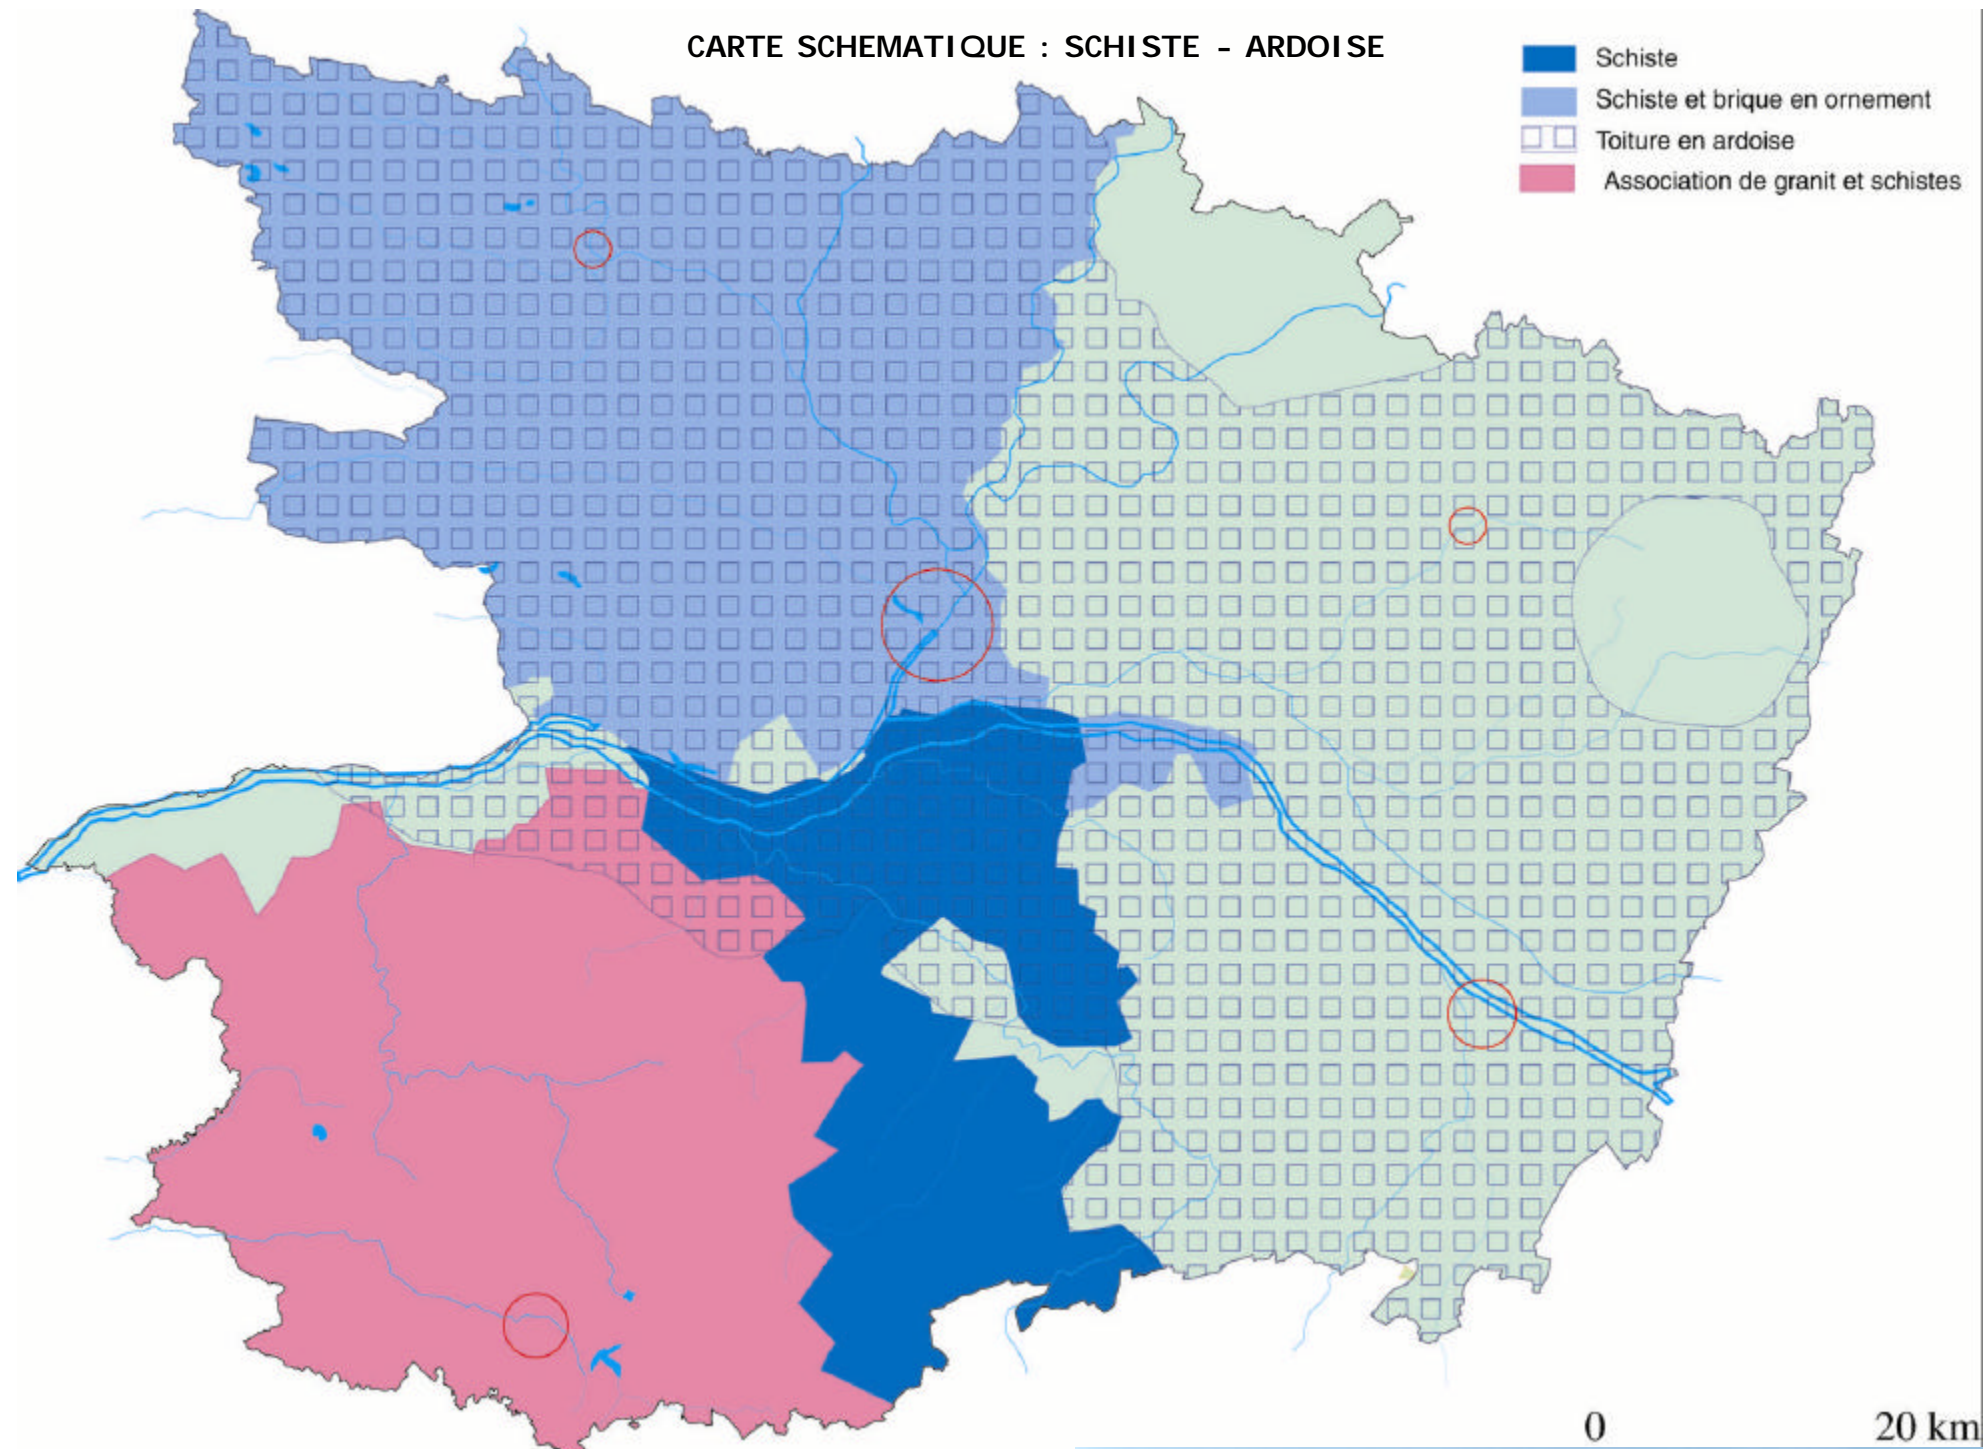 CARTE SCHEMATIQUE : SCHISTE - ARDOISE
Schiste
Schiste et brique en ornement
Toiture en ardoise
Association de granit et schistes
0 20 km